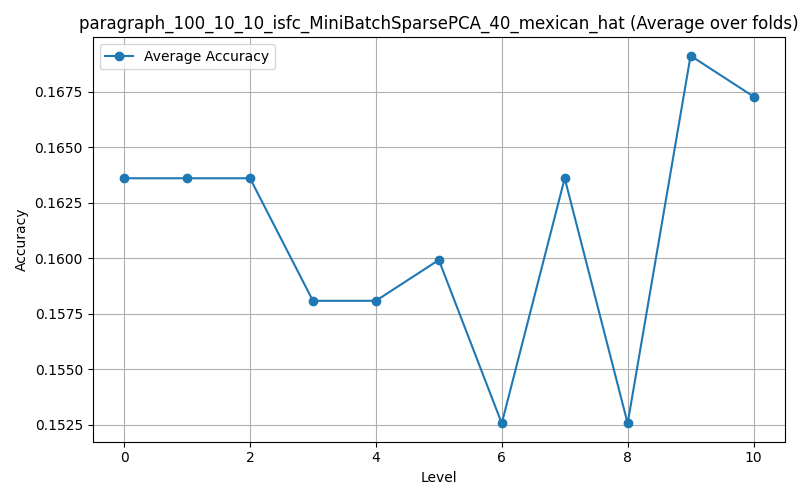 paragraph_100_10_10_isfc_MiniBatchSparsePCA_40_mexican_hat (Average over folds)
Average Accuracy
0.1675
0.1650
0.1625
0.1600
0.1575
0.1550
0.1525
Accuracy
0 2 4 6 8 10
Level